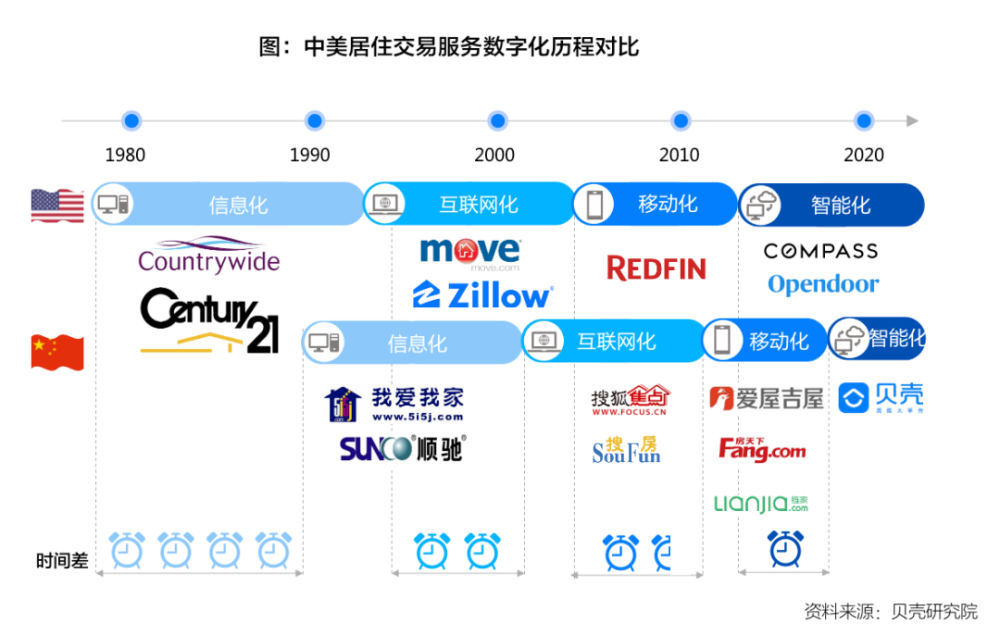 图：中美居住交易服务数字化历程对比
1980 1990 2000 2010 2020
信息化 互联网化 移动化 智能化
Countrywide
Century 21
move
move.com
Zillow
REDFIN
COMPASS
Opendoor
信息化 互联网化 移动化 智能化
我爱我家
www.5i5j.com
SUNCO 顺驰
搜狐焦点
WWW.FOCUS.CN
搜房
SouFun
爱屋吉屋
房天下
Fang.com
LIANJIA 链家 .com
贝壳
时间差
资料来源：贝壳研究院